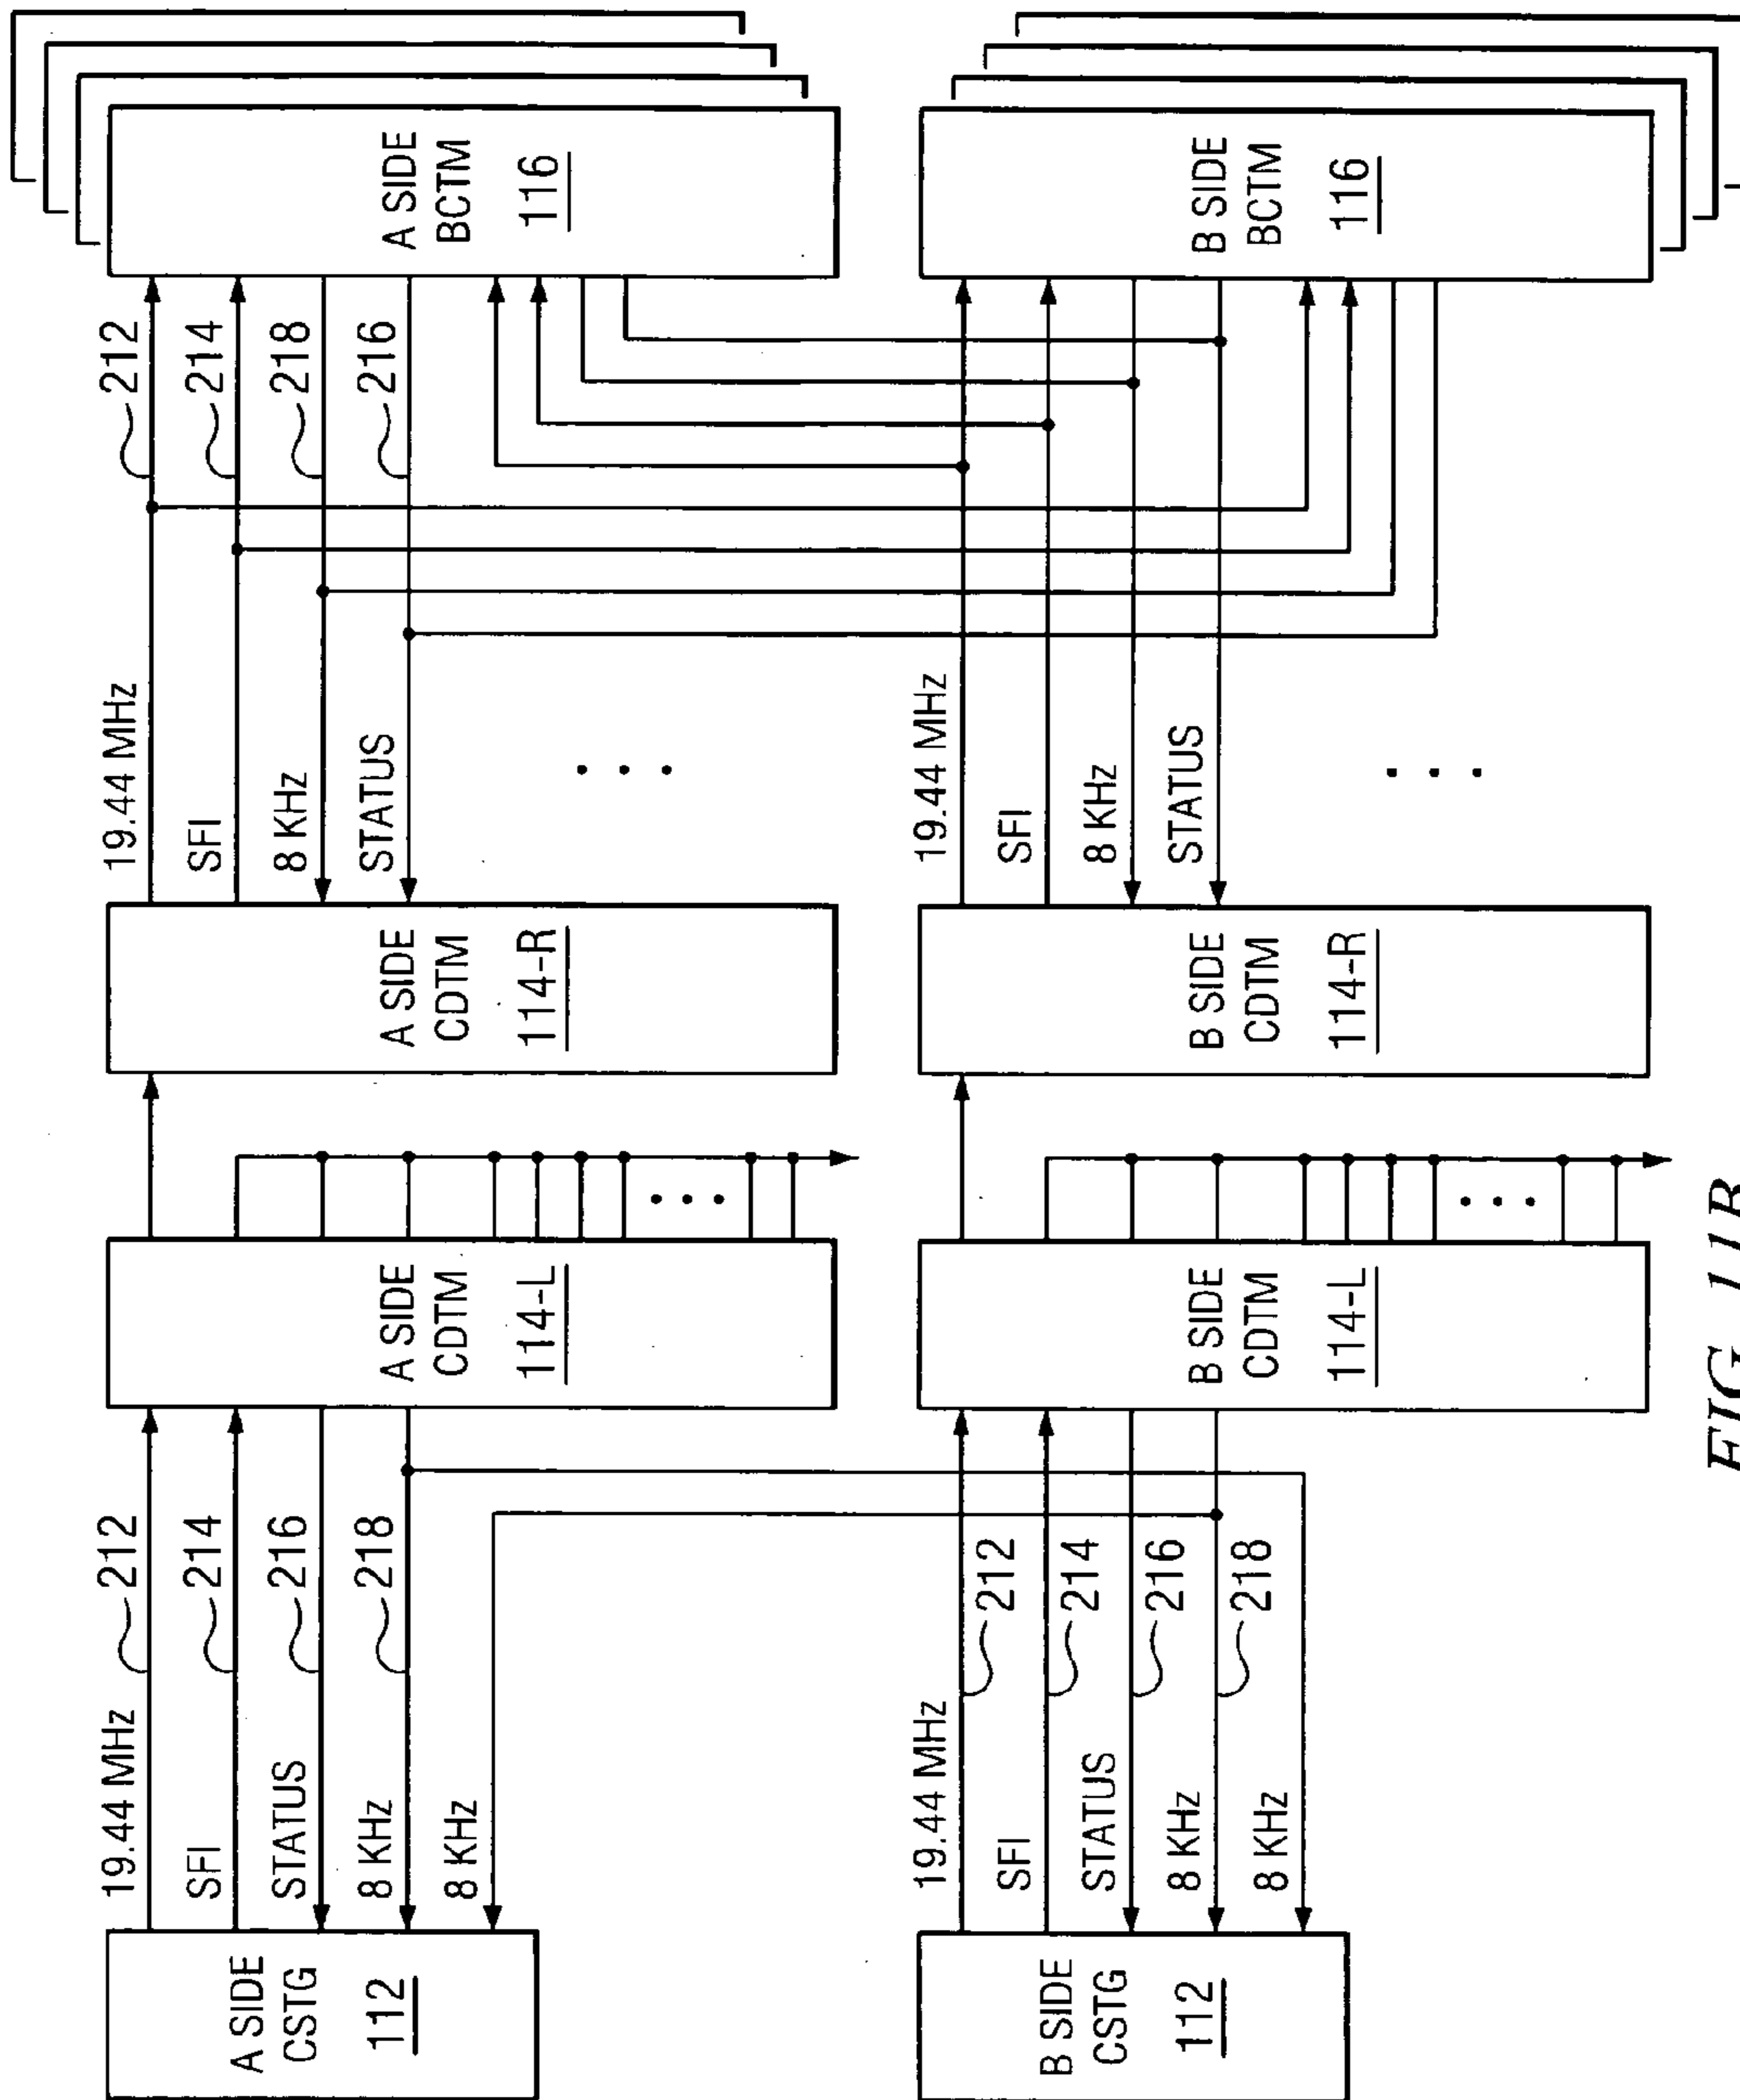 A SIDE
CSTG
112
19.44 MHz
212
SFI
214
STATUS
216
8 KHz
218
8 KHz
A SIDE
CDTM
114-L
A SIDE
CDTM
114-R
19.44 MHz
212
SFI
214
8 KHz
218
STATUS
216
A SIDE
BCTM
116
B SIDE
CSTG
112
19.44 MHz
212
SFI
214
STATUS
216
8 KHz
218
8 KHz
B SIDE
CDTM
114-L
B SIDE
CDTM
114-R
19.44 MHz
SFI
8 KHz
STATUS
B SIDE
BCTM
116
FIG. 11B